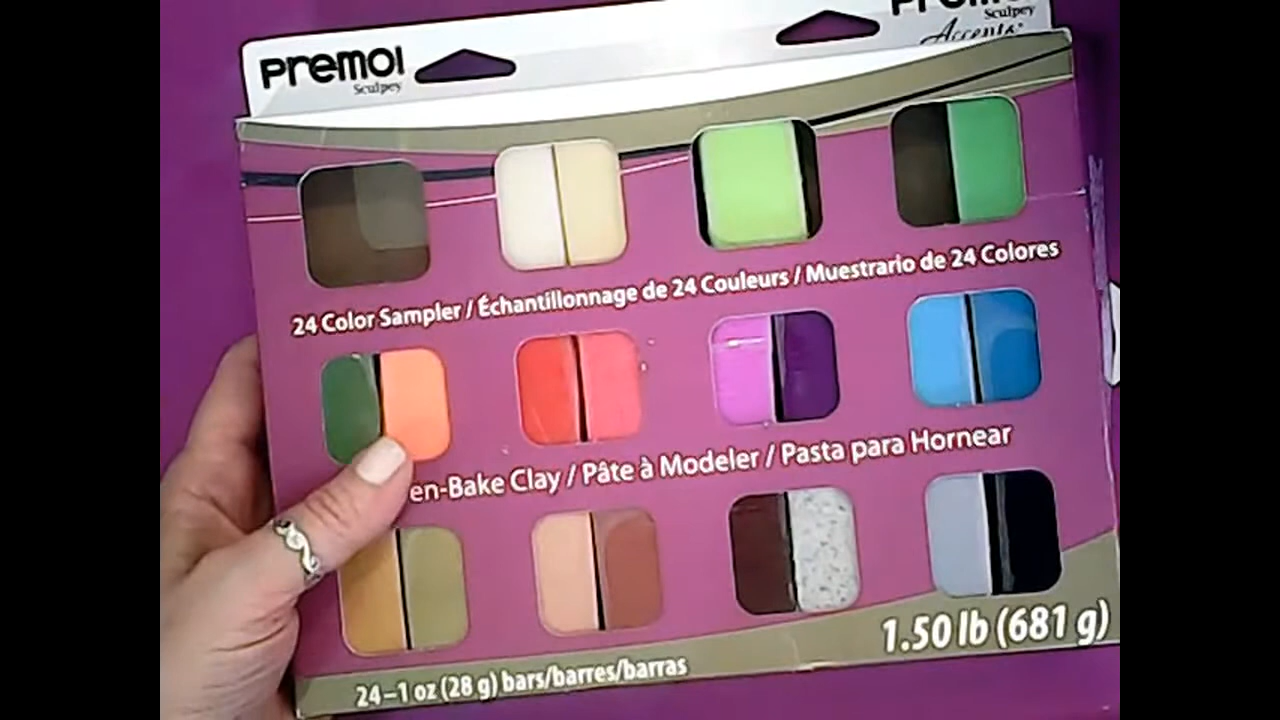 premo!
Sculpey
premo!
Sculpey
Accents
24 Color Sampler / Échantillonnage de 24 Couleurs / Muestrario de 24 Colores
en-Bake Clay / Pâte à Modeler / Pasta para Hornear
1.50 lb (681 g)
24–1 oz (28 g) bars/barres/barras